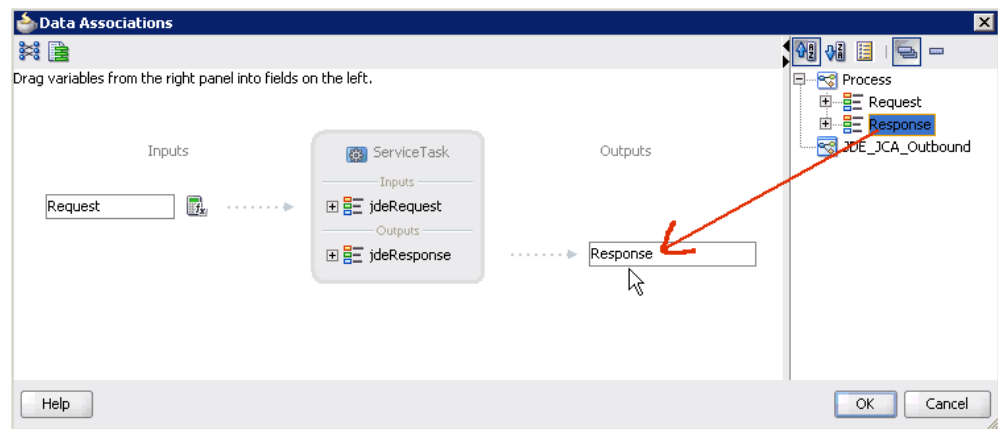 Data Associations
Drag variables from the right panel into fields on the left.
Process
Request
Response
JDE_JCA_Outbound
Inputs
ServiceTask
Outputs
Inputs
Request
jdeRequest
Outputs
jdeResponse
Response
Help
OK
Cancel